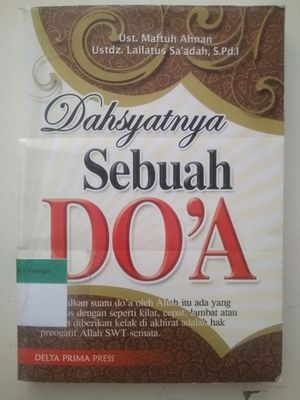 Ust. Maftuh Ahnan
Ustdz. Lailatus Sa'adah, S.Pd.I
Dahsyatnya
Sebuah
DO'A
suatu do'a oleh Allah itu ada yang
dengan seperti kilat, cepat, lambat atau
diberikan kelak di akhirat adalah hak
preogatif Allah SWT semata.
DELTA PRIMA PRESS